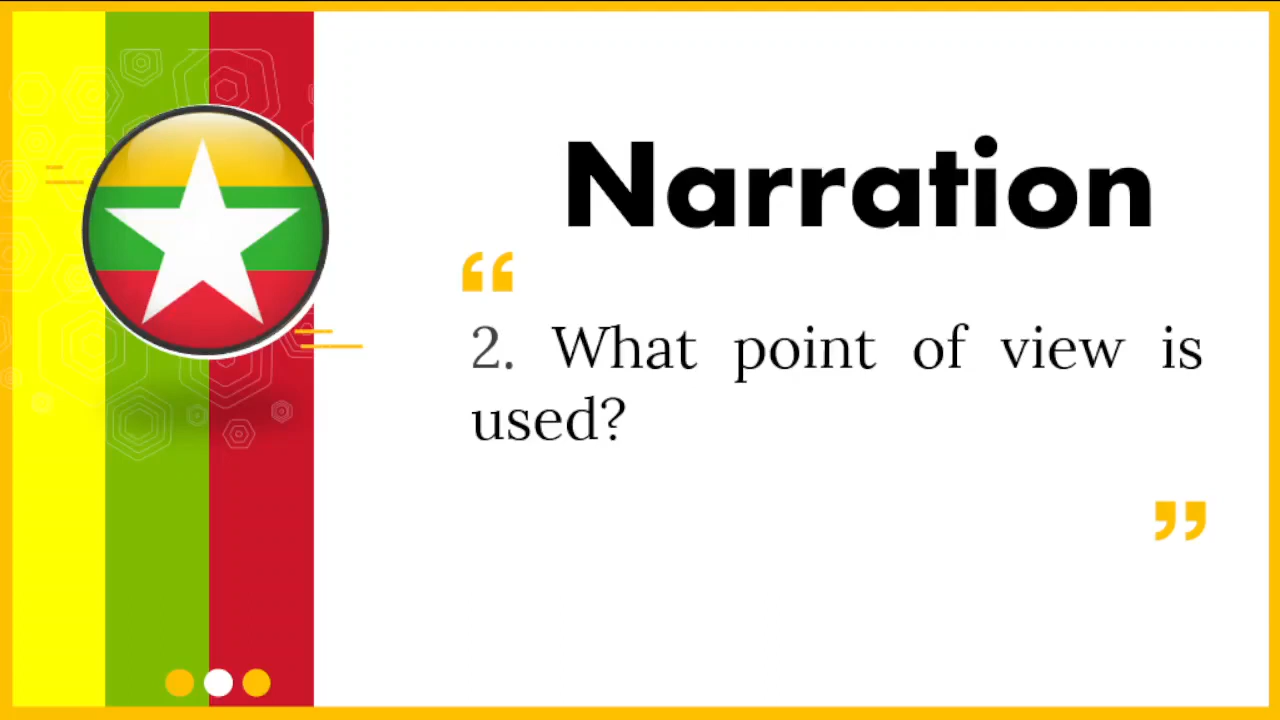 Narration
“
2. What point of view is
used?
”